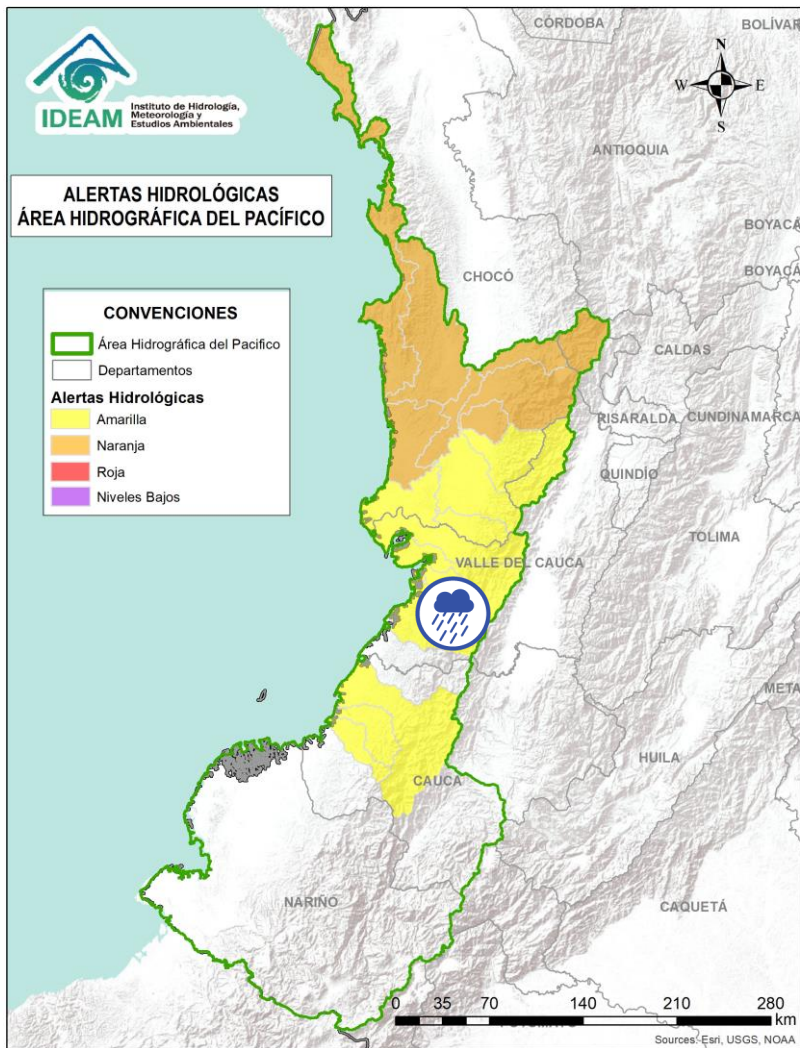 IDEAM
Instituto de Hidrología,
Meteorología y
Estudios Ambientales
ALERTAS HIDROLÓGICAS
ÁREA HIDROGRÁFICA DEL PACÍFICO
CONVENCIONES
Área Hidrográfica del Pacifico
Departamentos
Alertas Hidrológicas
Amarilla
Naranja
Roja
Niveles Bajos
N
W
E
S
CÓRDOBA
BOLÍVAR
ANTIOQUIA
BOYACÁ
BOYACÁ
CHOCÓ
CALDAS
RISARALDA
CUNDINAMARCA
QUINDÍO
TOLIMA
VALLE DEL CAUCA
META
HUILA
CAUCA
NARIÑO
CAQUETÁ
0 35 70 140 210 280
km
Sources: Esri, USGS, NOAA